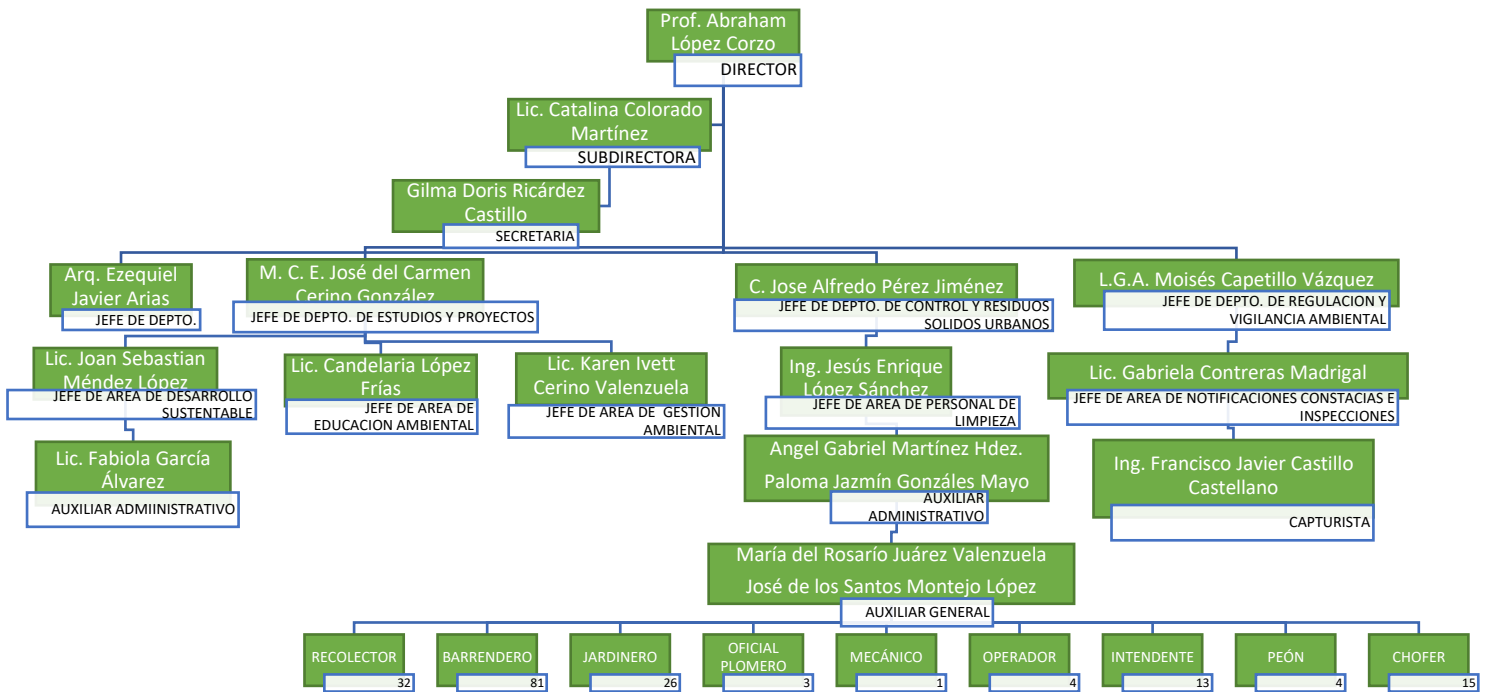 Prof. Abraham
López Corzo
DIRECTOR
Lic. Catalina Colorado
Martínez
SUBDIRECTORA
Gilma Doris Ricárdez
Castillo
SECRETARIA
Arq. Ezequiel
Javier Arias
JEFE DE DEPTO.
M. C. E. José del Carmen
Cerino González
JEFE DE DEPTO. DE ESTUDIOS Y PROYECTOS
C. Jose Alfredo Pérez Jiménez
JEFE DE DEPTO. DE CONTROL Y RESIDUOS
SOLIDOS URBANOS
L.G.A. Moisés Capetillo Vázquez
JEFE DE DEPTO. DE REGULACION Y
VIGILANCIA AMBIENTAL
Lic. Joan Sebastian
Méndez López
JEFE DE AREA DE DESARROLLO
SUSTENTABLE
Lic. Candelaria López
Frías
JEFE DE AREA DE
EDUCACION AMBIENTAL
Lic. Karen Ivett
Cerino Valenzuela
JEFE DE AREA DE GESTION
AMBIENTAL
Ing. Jesús Enrique
López Sánchez
JEFE DE AREA DE PERSONAL DE
LIMPIEZA
Lic. Gabriela Contreras Madrigal
JEFE DE AREA DE NOTIFICACIONES CONSTACIAS E
INSPECCIONES
Lic. Fabiola García
Álvarez
AUXILIAR ADMIINISTRATIVO
Angel Gabriel Martínez Hdez.
Paloma Jazmín Gonzáles Mayo
AUXILIAR
ADMINISTRATIVO
Ing. Francisco Javier Castillo
Castellano
CAPTURISTA
María del Rosarío Juárez Valenzuela
José de los Santos Montejo López
AUXILIAR GENERAL
RECOLECTOR
32
BARRENDERO
81
JARDINERO
26
OFICIAL
PLOMERO
3
MECÁNICO
1
OPERADOR
4
INTENDENTE
13
PEÓN
4
CHOFER
15